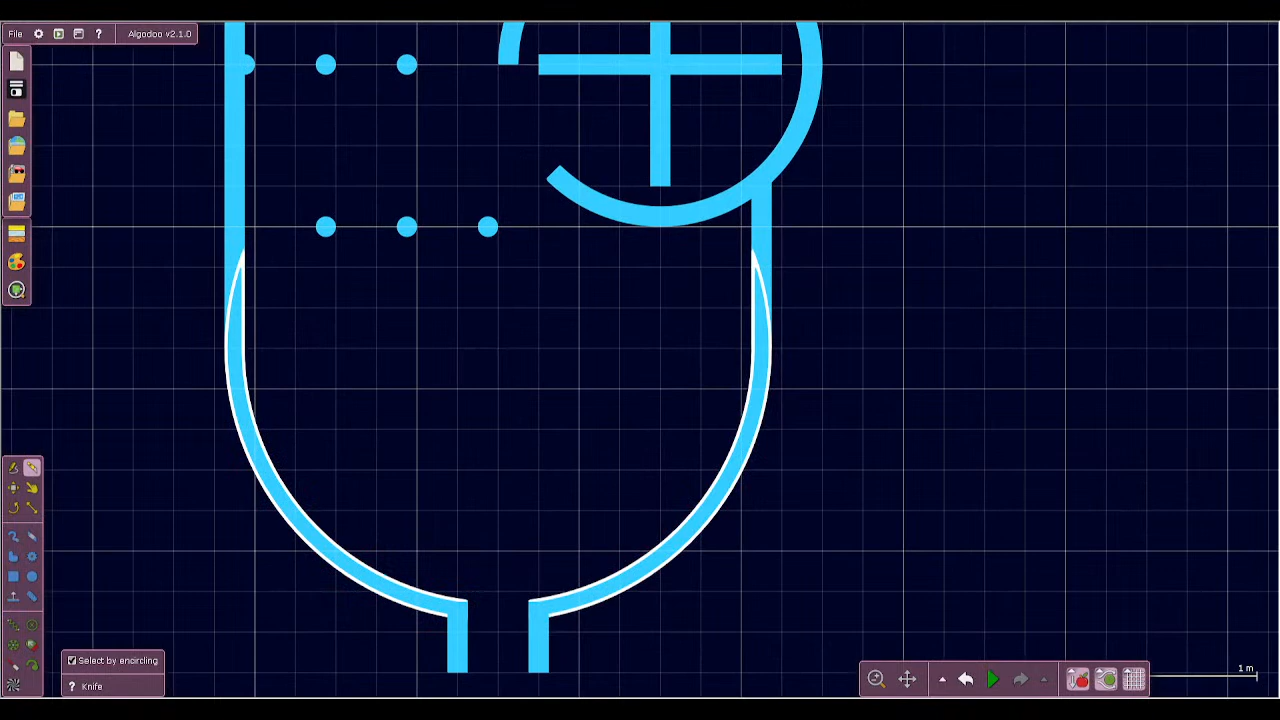 File ? Algodoo v2.1.0
Select by encircling
? Knife
1 m